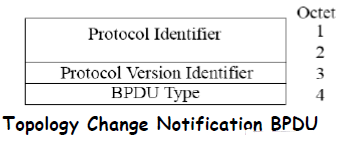 Octet
Protocol Identifier 1
2
Protocol Version Identifier 3
BPDU Type 4
Topology Change Notification BPDU